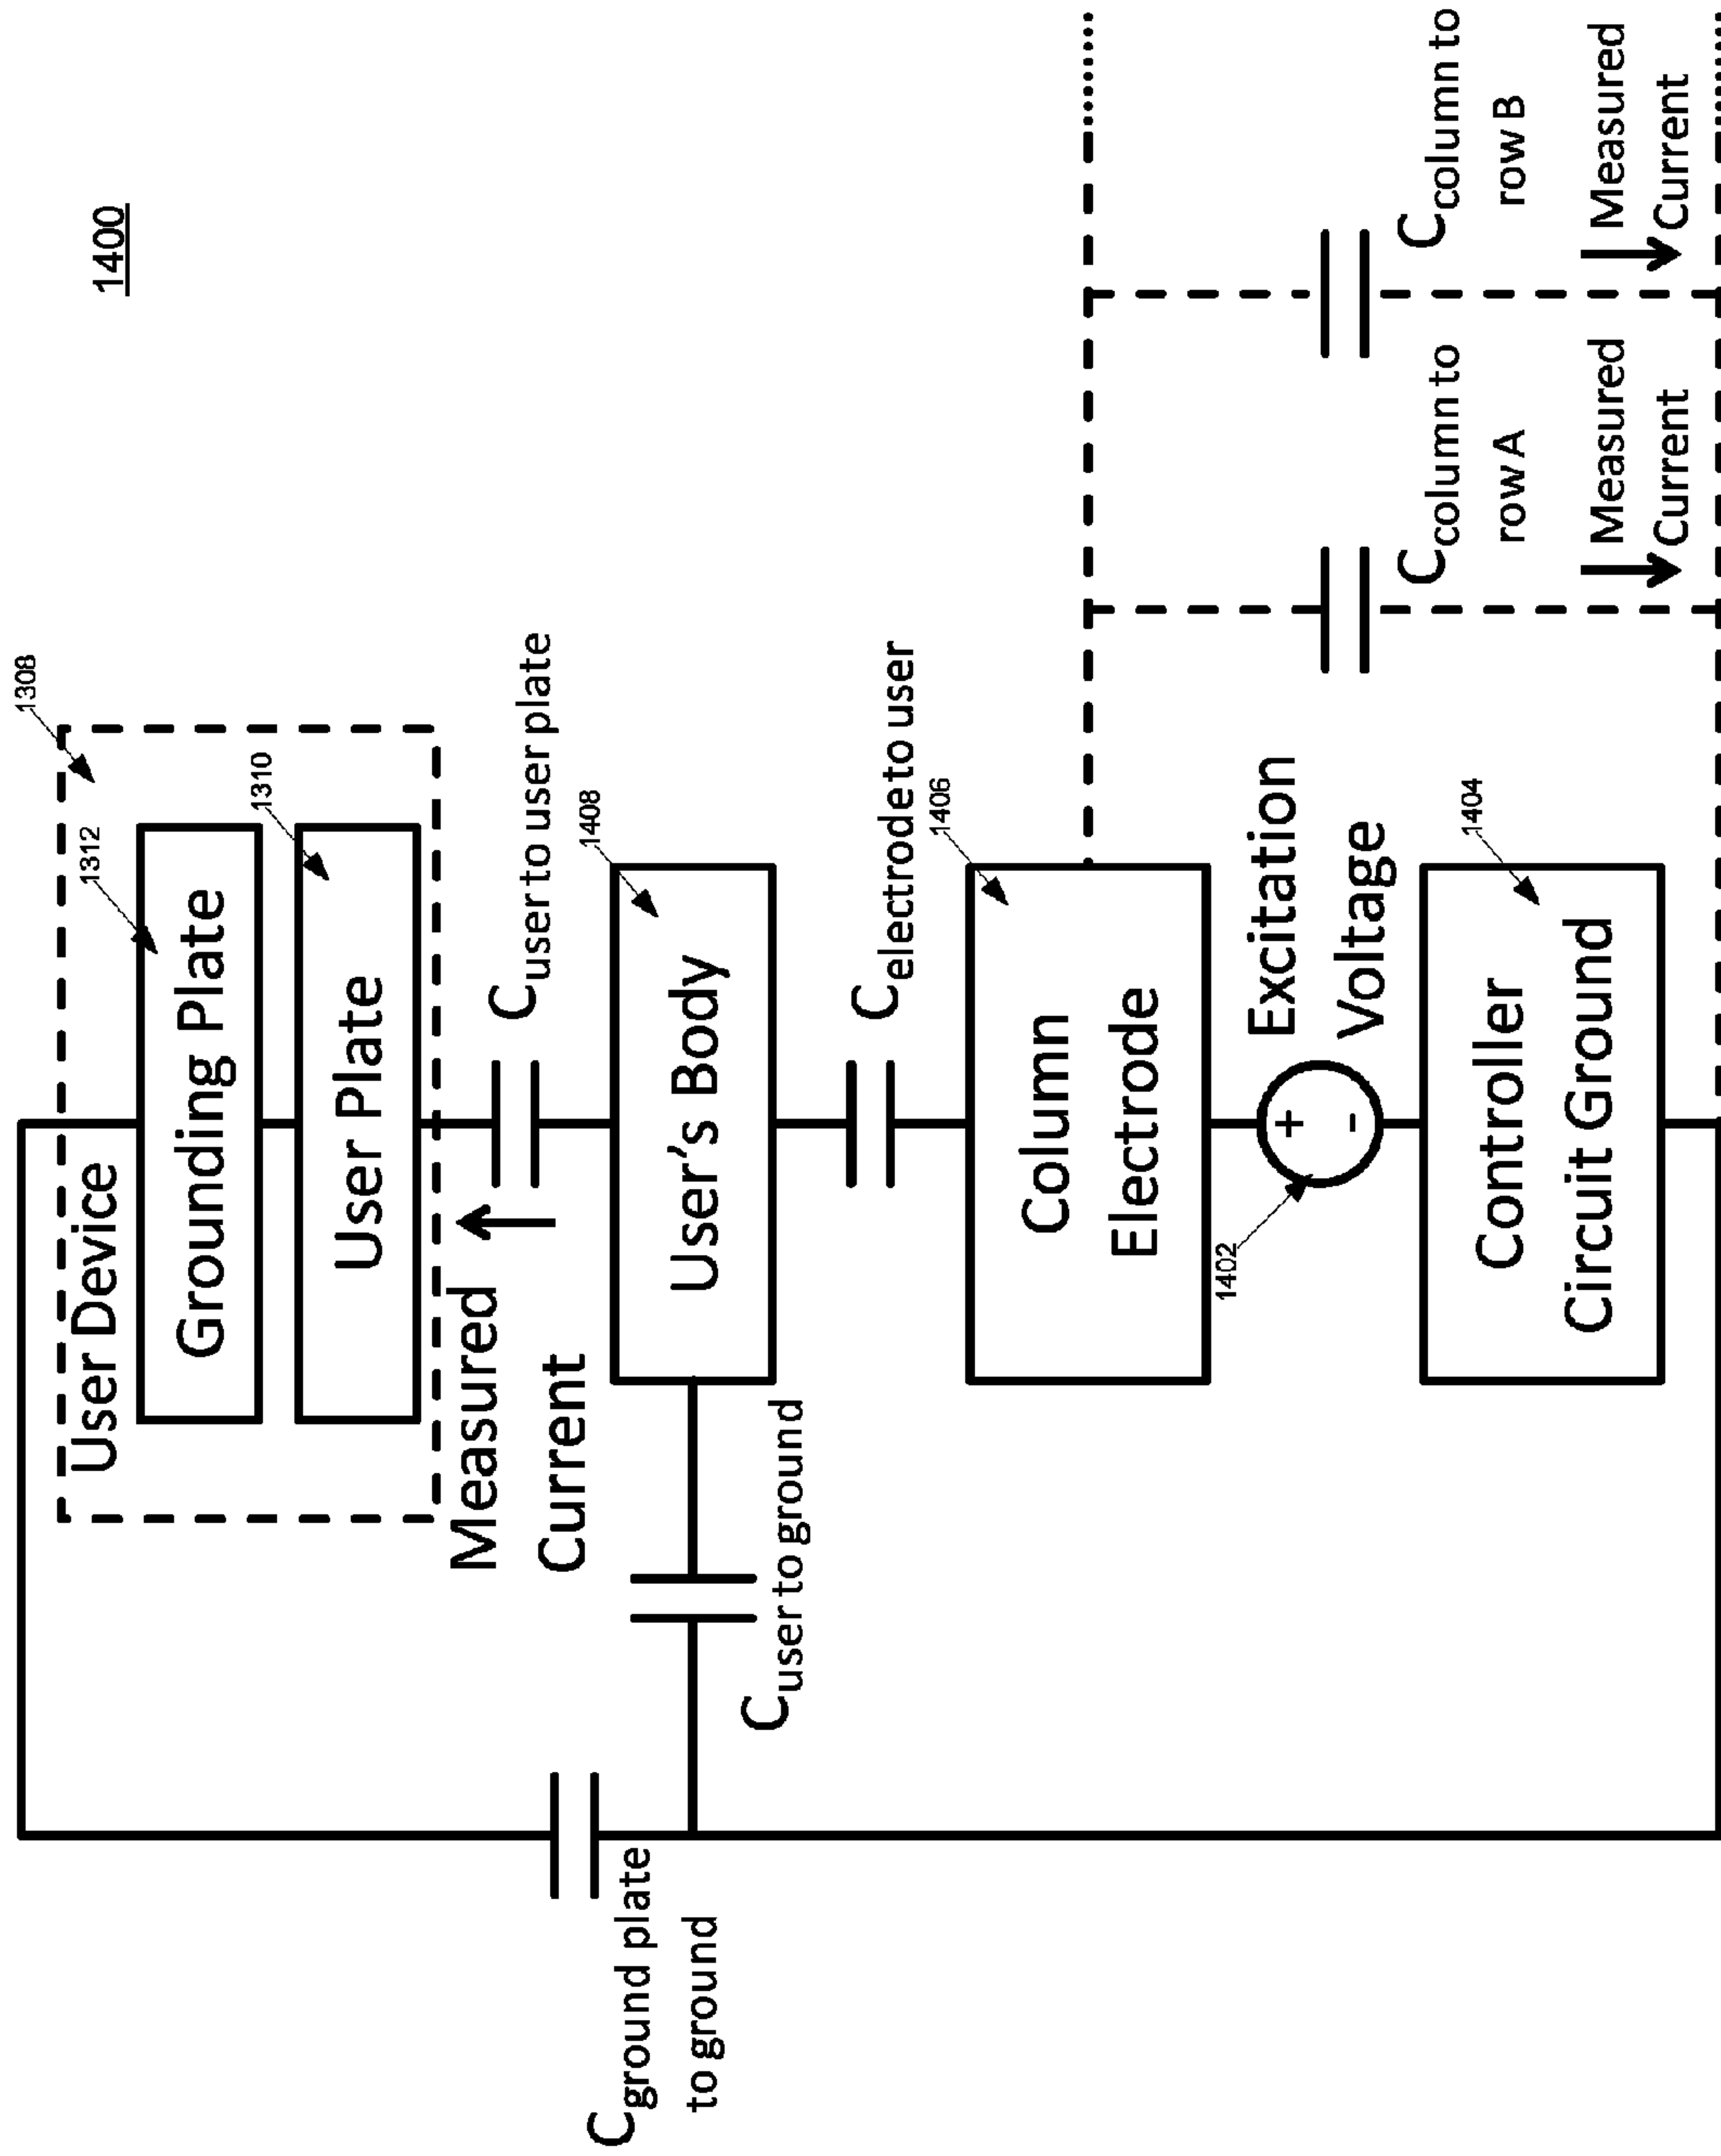 1400
1308
User Device
1312
Grounding Plate
1310
User Plate
Measured
Current
Cuser to user plate
1408
User's Body
Cuser to ground
Cground plate
to ground
Celectrode to user
1406
Column
Electrode
1402
+
-
Excitation
Voltage
1404
Controller
Circuit Ground
Ccolumn to
row A
Measured
Current
Ccolumn to
row B
Measured
Current